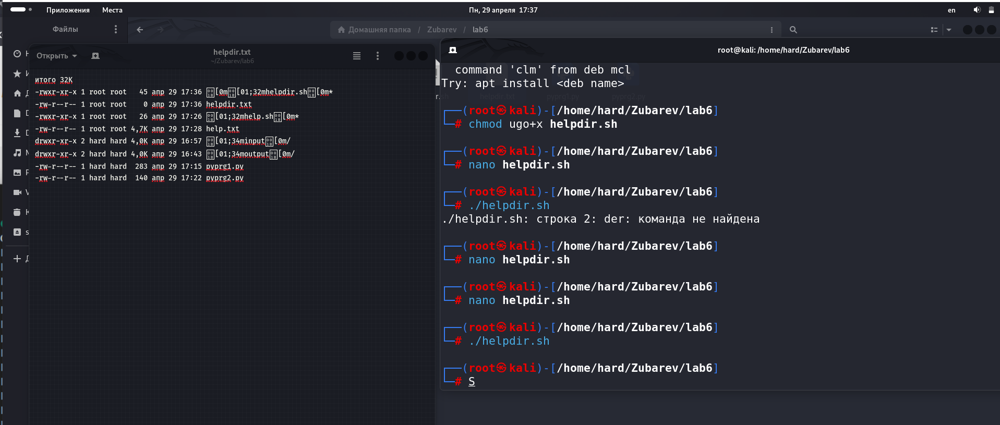 Приложения Места Пн, 29 апреля 17:37 en
Файлы Домашняя папка / Zubarev / lab6
Открыть helpdir.txt
~/Zubarev/lab6
итого 32K
-rwxr-xr-x 1 root root 45 апр 29 17:36 [0m[01;32mhelpdir.sh[0m*
-rw-r--r-- 1 root root 0 апр 29 17:36 helpdir.txt
-rwxr-xr-x 1 root root 26 апр 29 17:26 [01;32mhelp.sh[0m*
-rw-r--r-- 1 root root 4,7K апр 29 17:28 help.txt
drwxr-xr-x 2 hard hard 4,0K апр 29 16:57 [01;34minput[0m/
drwxr-xr-x 2 hard hard 4,0K апр 29 16:43 [01;34moutput[0m/
-rw-r--r-- 1 hard hard 283 апр 29 17:15 pyprg1.py
-rw-r--r-- 1 hard hard 140 апр 29 17:22 pyprg2.py
root@kali: /home/hard/Zubarev/lab6
command 'clm' from deb mcl
Try: apt install <deb name>
helpdir.txt pyprg1.py pyprg2.py
┌──(root㉿kali)-[/home/hard/Zubarev/lab6]
└─# chmod ugo+x helpdir.sh
┌──(root㉿kali)-[/home/hard/Zubarev/lab6]
└─# nano helpdir.sh
┌──(root㉿kali)-[/home/hard/Zubarev/lab6]
└─# ./helpdir.sh
./helpdir.sh: строка 2: der: команда не найдена
┌──(root㉿kali)-[/home/hard/Zubarev/lab6]
└─# nano helpdir.sh
┌──(root㉿kali)-[/home/hard/Zubarev/lab6]
└─# nano helpdir.sh
┌──(root㉿kali)-[/home/hard/Zubarev/lab6]
└─# ./helpdir.sh
┌──(root㉿kali)-[/home/hard/Zubarev/lab6]
└─# S